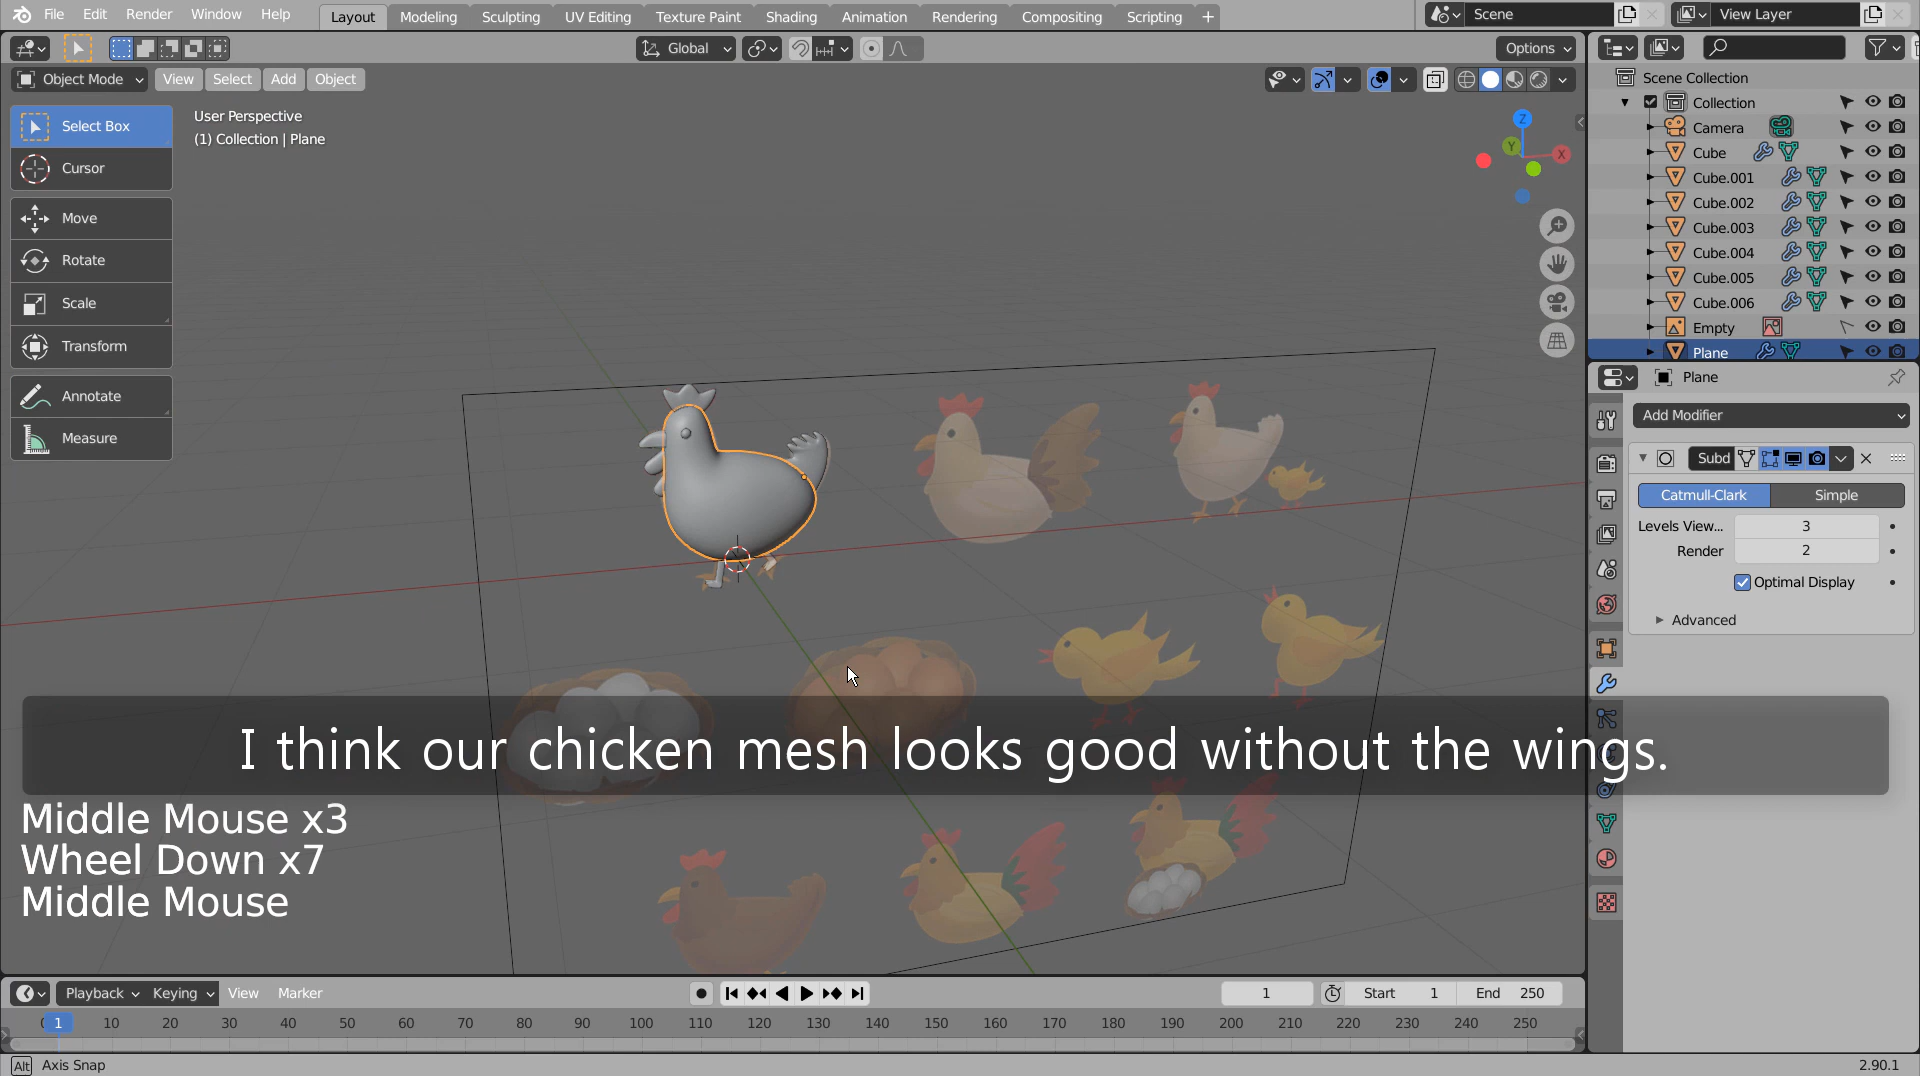 File Edit Render Window Help Layout Modeling Sculpting UV Editing Texture Paint Shading Animation Rendering Compositing Scripting + Scene View Layer
Global Options
Object Mode View Select Add Object
Select Box
Cursor
Move
Rotate
Scale
Transform
Annotate
Measure
User Perspective
(1) Collection | Plane
Z
Y
X
Scene Collection
Collection
Camera
Cube
Cube.001
Cube.002
Cube.003
Cube.004
Cube.005
Cube.006
Empty
Plane
Plane
Add Modifier
Subd
Catmull-Clark Simple
Levels View... 3
Render 2
Optimal Display
Advanced
I think our chicken mesh looks good without the wings.
Middle Mouse x3
Wheel Down x7
Middle Mouse
Playback Keying View Marker 1 Start 1 End 250
1 10 20 30 40 50 60 70 80 90 100 110 120 130 140 150 160 170 180 190 200 210 220 230 240 250
Alt Axis Snap 2.90.1